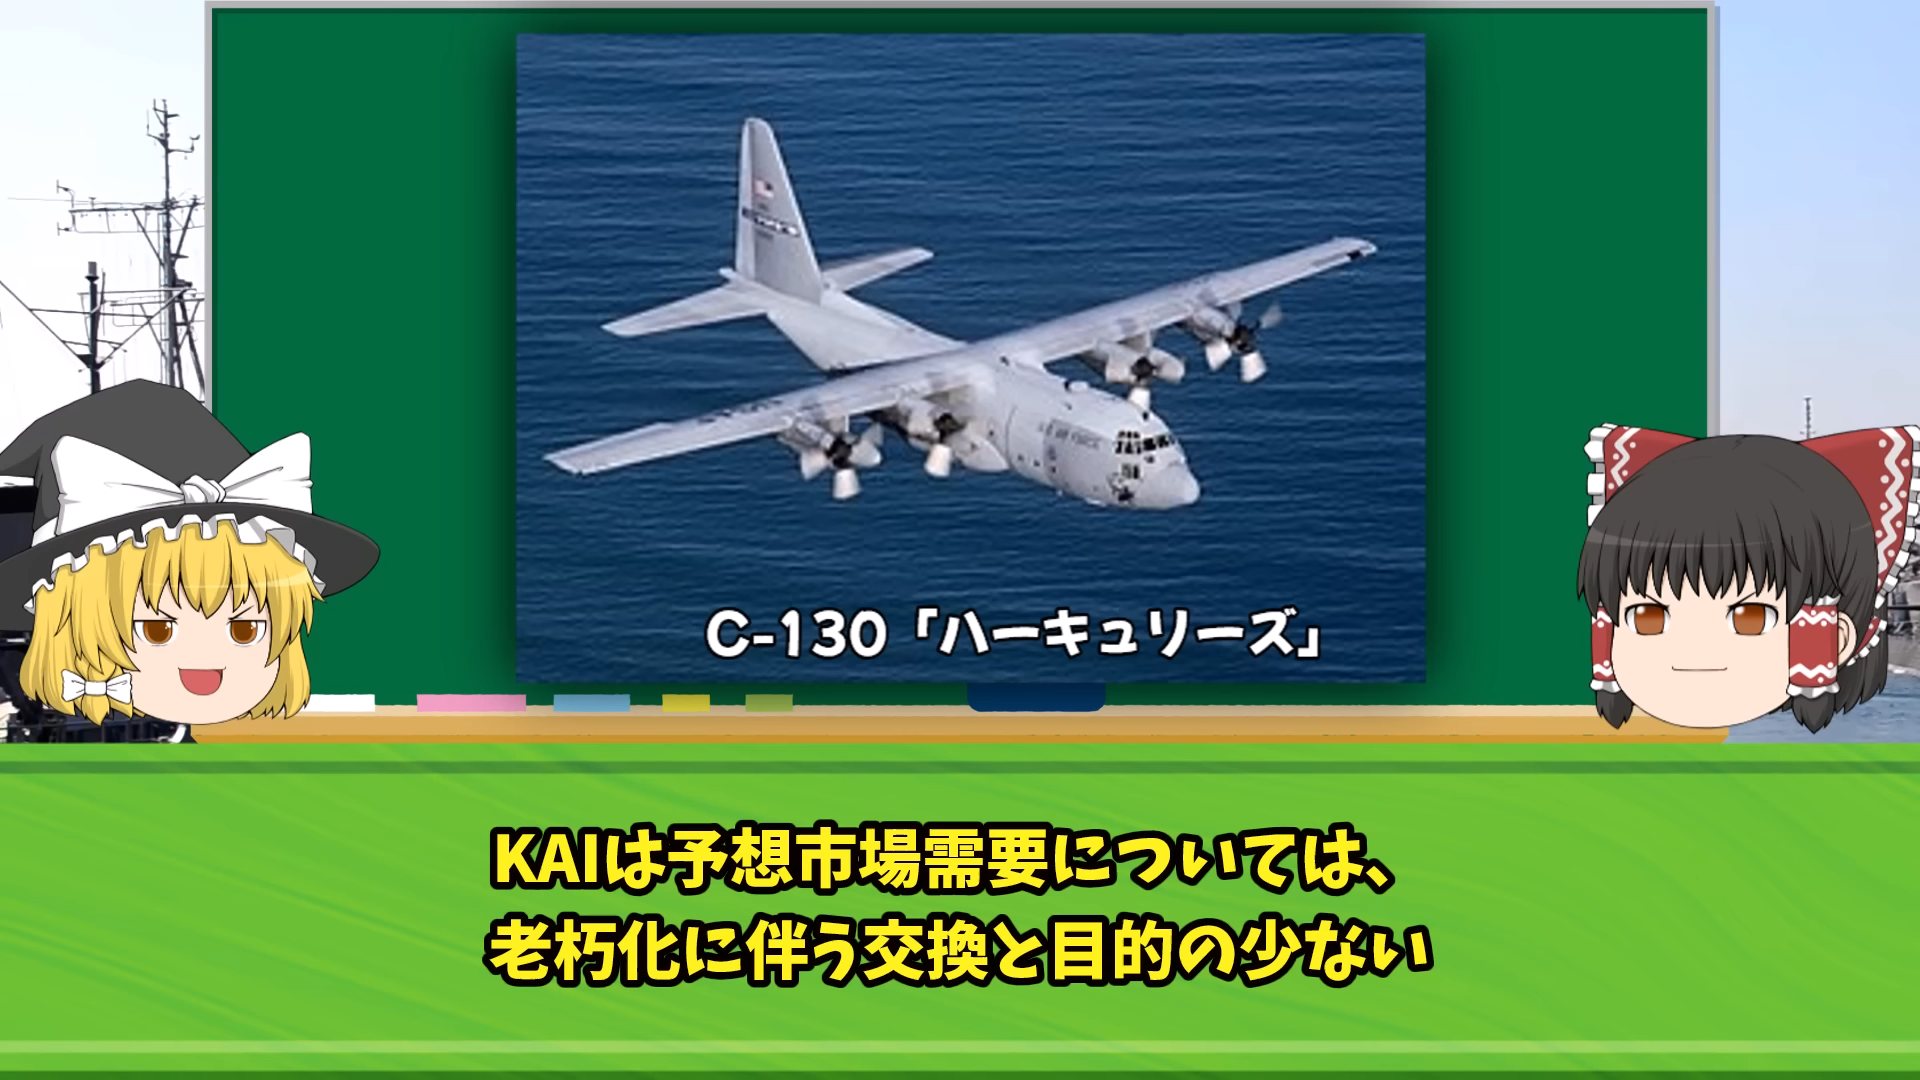 C-130「ハーキュリーズ」
KAIは予想市場需要については、
老朽化に伴う交換と目的の少ない